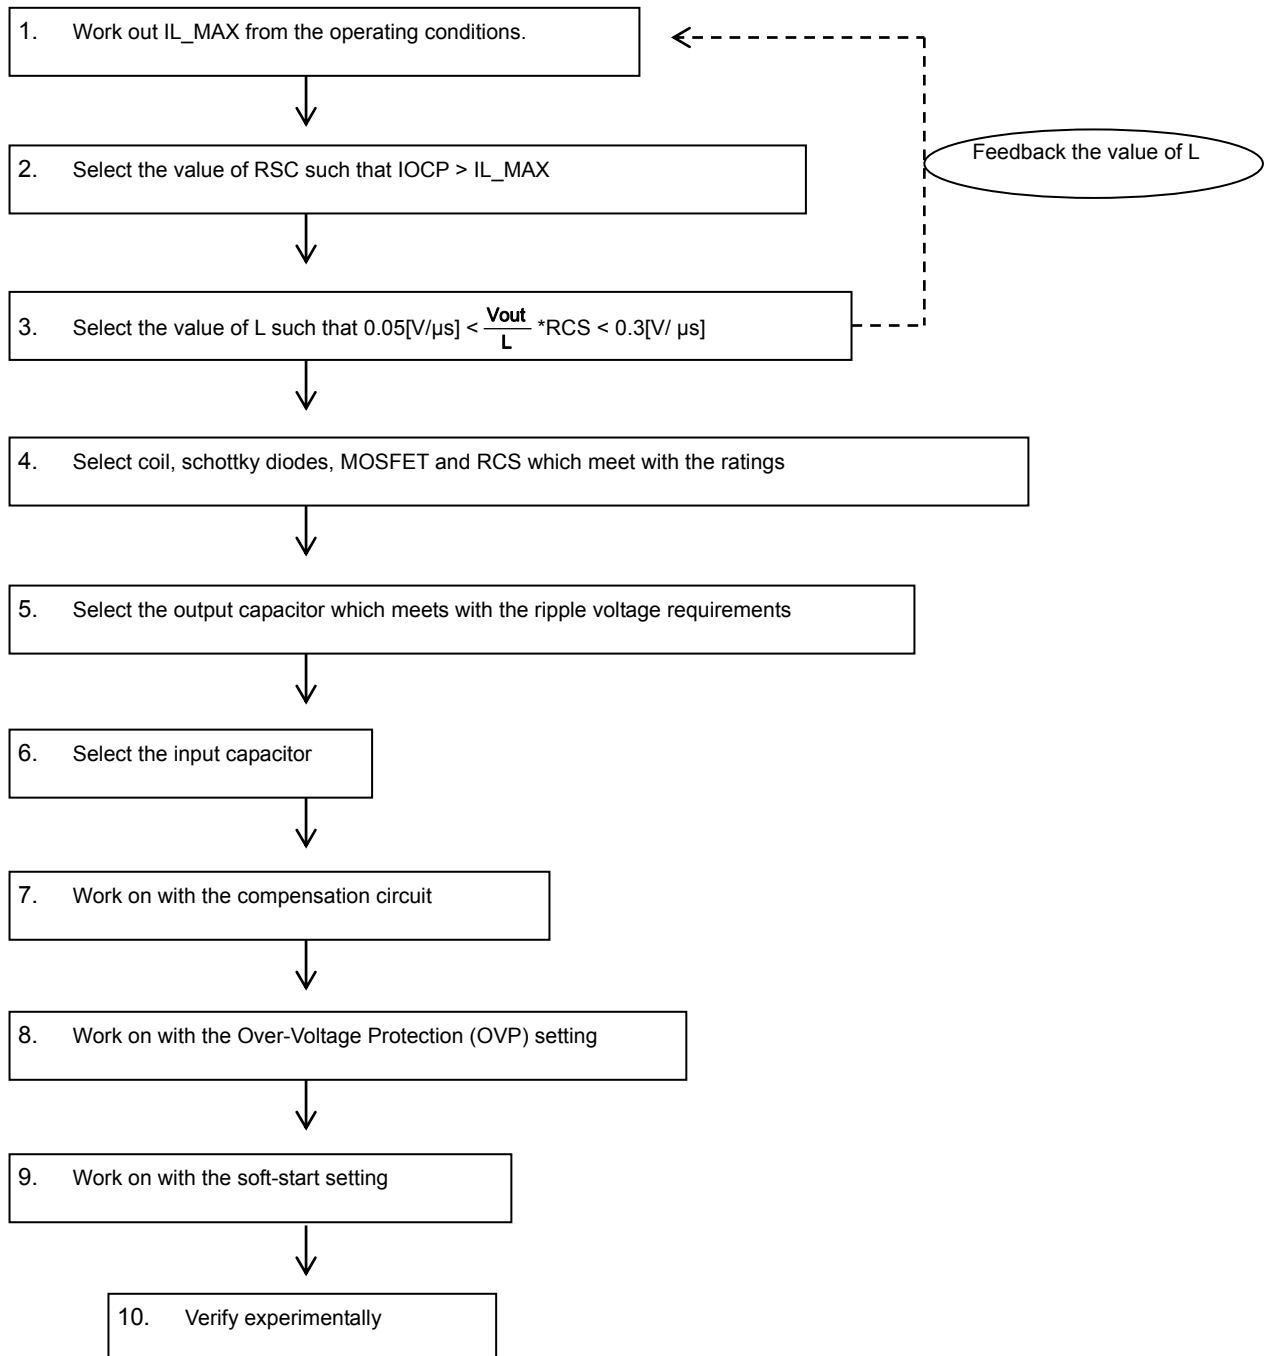 1. Work out IL_MAX from the operating conditions.
Feedback the value of L
2. Select the value of RSC such that IOCP > IL_MAX
3. Select the value of L such that 0.05[V/μs] < Vout/L *RCS < 0.3[V/ μs]
4. Select coil, schottky diodes, MOSFET and RCS which meet with the ratings
5. Select the output capacitor which meets with the ripple voltage requirements
6. Select the input capacitor
7. Work on with the compensation circuit
8. Work on with the Over-Voltage Protection (OVP) setting
9. Work on with the soft-start setting
10. Verify experimentally